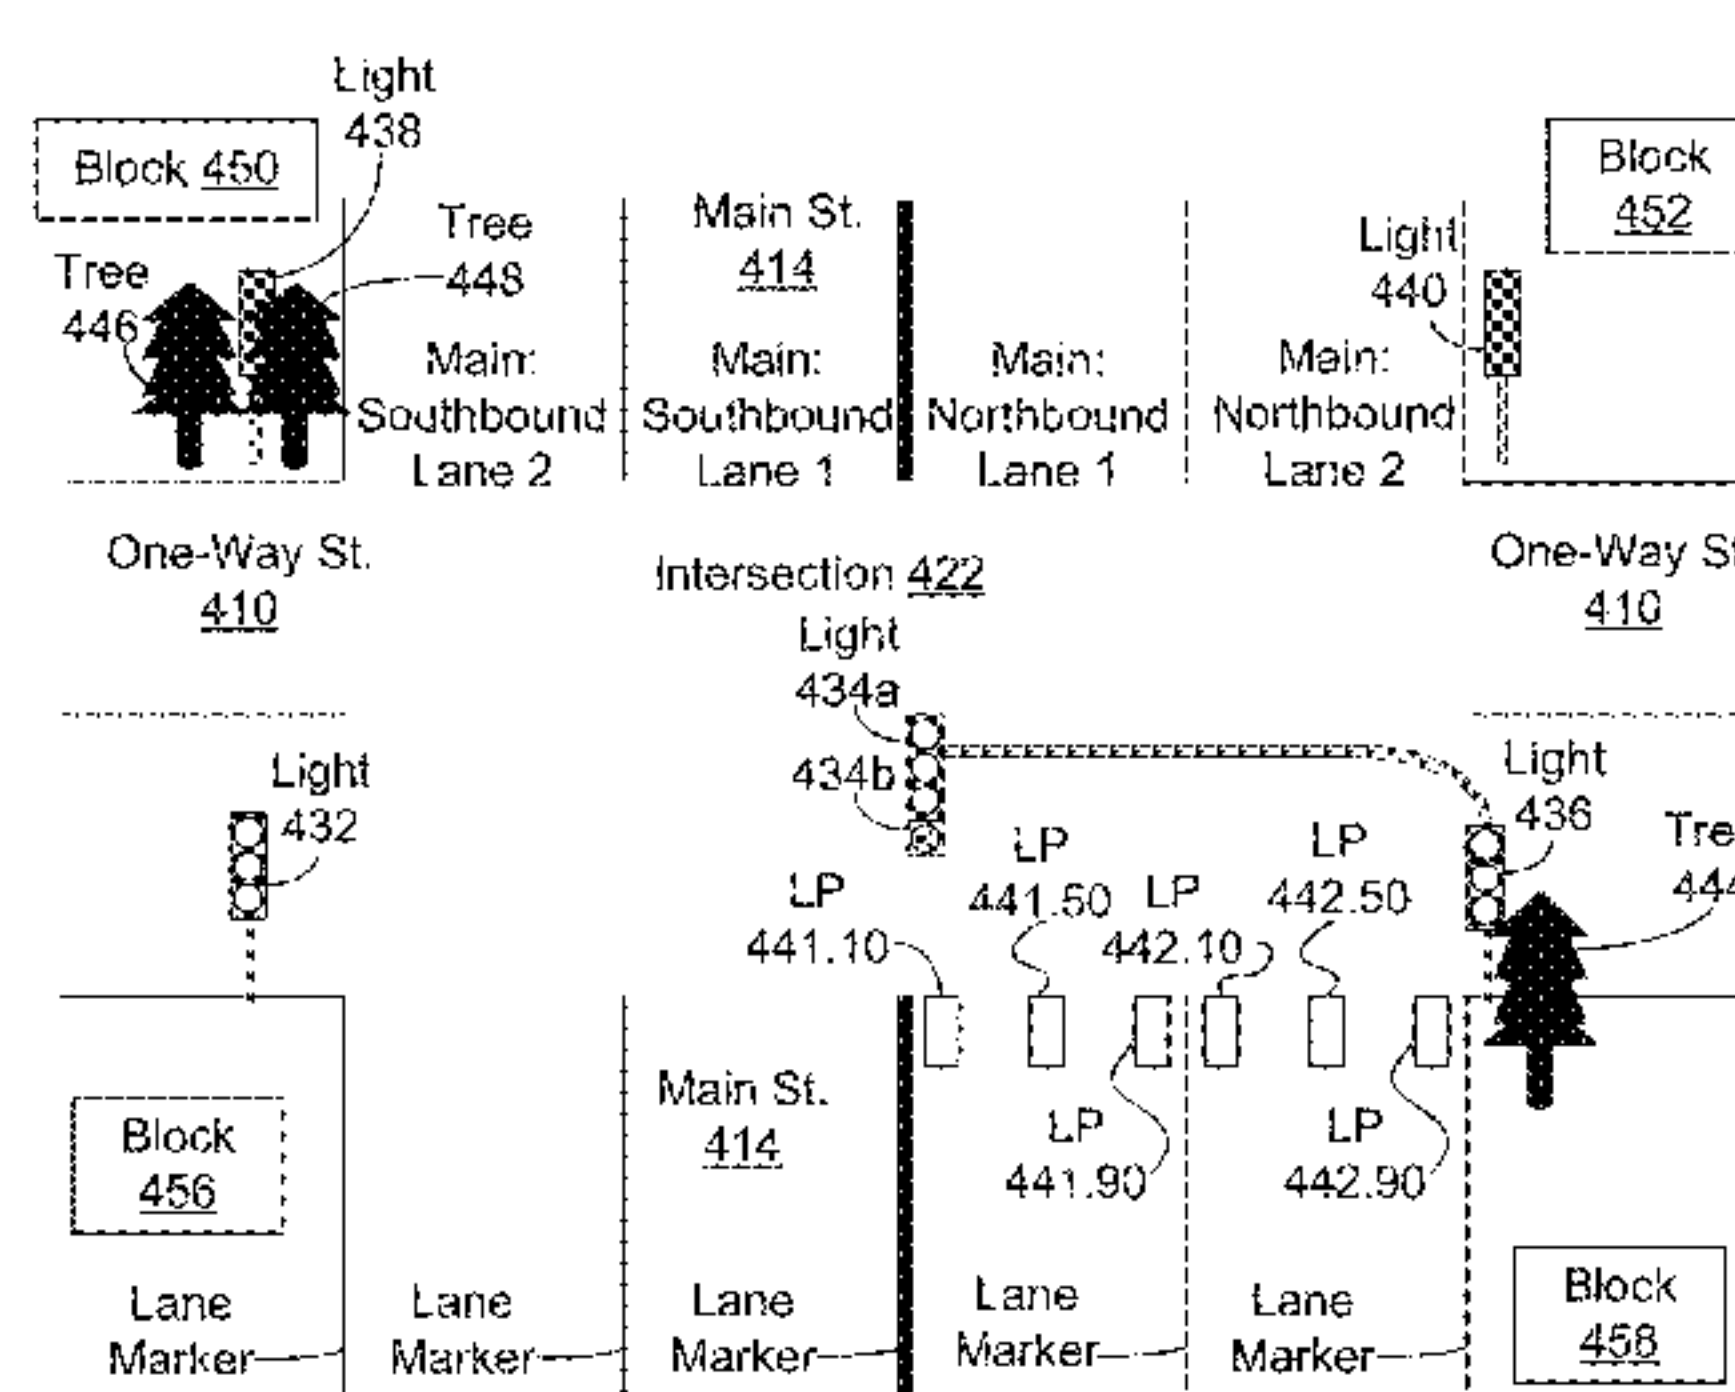 Light
438
Block 450
Block
452
Tree
446
Tree
448
Main St.
414
Light
440
Main:
Southbound
Lane 2
Main:
Southbound
Lane 1
Main:
Northbound
Lane 1
Main:
Northbound
Lane 2
One-Way St.
410
Intersection 422
One-Way St
410
Light
434a
434b
Light
432
Light
436
Tre
444
LP
441.10
LP
441.50
LP
442.10
LP
442.50
Main St.
414
LP
441.90
LP
442.90
Block
456
Block
458
Lane
Marker
Lane
Marker
Lane
Marker
Lane
Marker
Lane
Marker